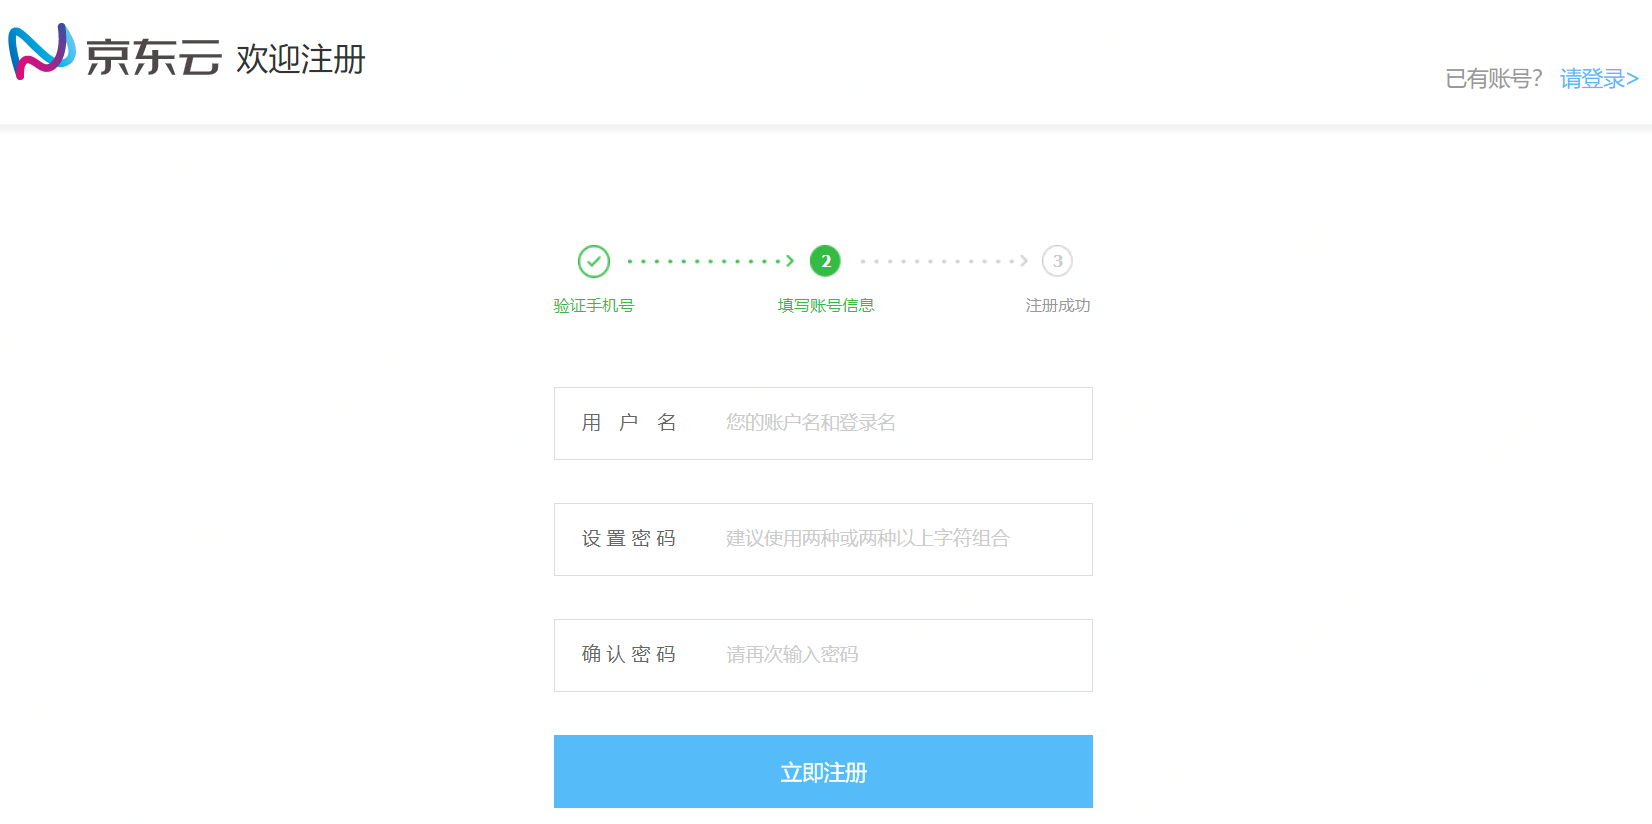 京东云 欢迎注册
已有账号? 请登录>
2 3
验证手机号 填写账号信息 注册成功
用户名 您的账户名和登录名
设置密码 建议使用两种或两种以上字符组合
确认密码 请再次输入密码
立即注册